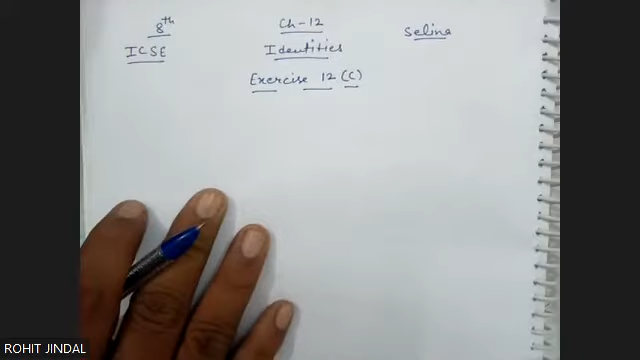 8th Ch-12 Selina
ICSE Identities
Exercise 12 (C)
ROHIT JINDAL